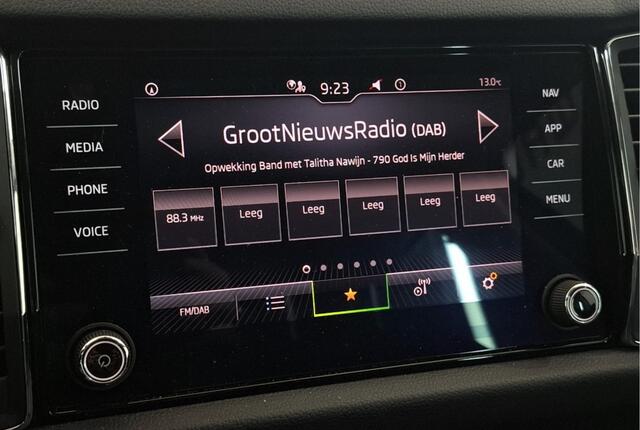 9:23
13.0°C
RADIO
MEDIA
PHONE
VOICE
GrootNieuwsRadio (DAB)
Opwekking Band met Talitha Nawijn - 790 God Is Mijn Herder
88.3 MHz
Leeg
Leeg
Leeg
Leeg
Leeg
FM/DAB
NAV
APP
CAR
MENU